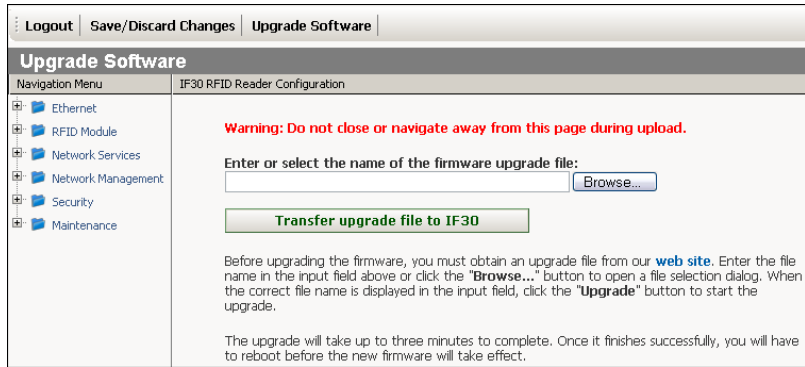 Logout Save/Discard Changes Upgrade Software
Upgrade Software
Navigation Menu
IF30 RFID Reader Configuration
Ethernet
RFID Module
Network Services
Network Management
Security
Maintenance
Warning: Do not close or navigate away from this page during upload.
Enter or select the name of the firmware upgrade file:
Browse...
Transfer upgrade file to IF30
Before upgrading the firmware, you must obtain an upgrade file from our web site. Enter the file
name in the input field above or click the "Browse..." button to open a file selection dialog. When
the correct file name is displayed in the input field, click the "Upgrade" button to start the
upgrade.
The upgrade will take up to three minutes to complete. Once it finishes successfully, you will have
to reboot before the new firmware will take effect.